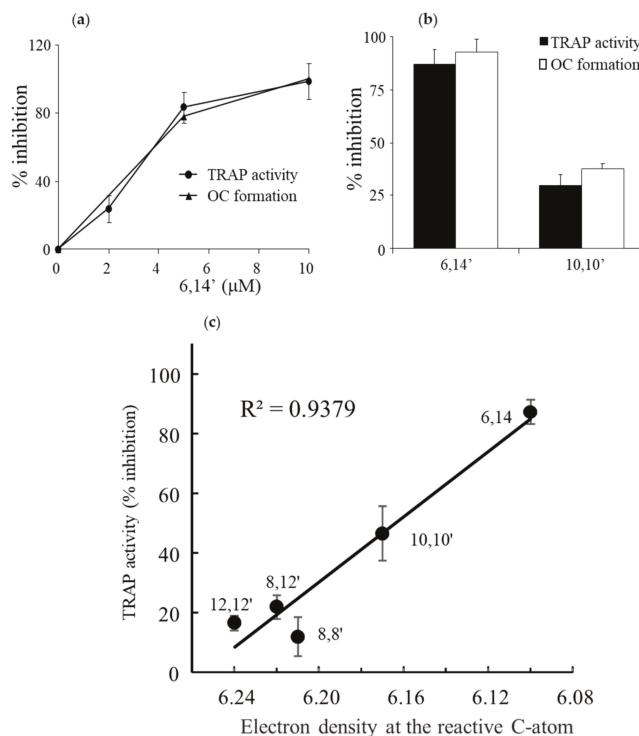 (a)
120
80
40
0
% inhibition
TRAP activity
OC formation
0 2 4 6 8 10
6,14’ (μM)
(b)
100
75
50
25
0
% inhibition
TRAP activity
OC formation
6,14’ 10,10’
(c)
100
80
60
40
20
0
TRAP activity (% inhibition)
R² = 0.9379
6,14
10,10'
12,12'
8,12'
8,8'
6.24 6.20 6.16 6.12 6.08
Electron density at the reactive C-atom